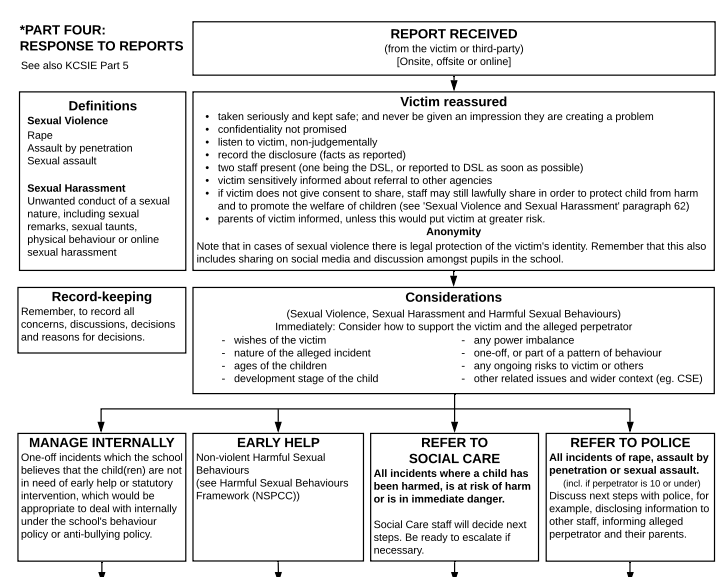 *PART FOUR:
RESPONSE TO REPORTS
See also KCSIE Part 5
REPORT RECEIVED
(from the victim or third-party)
[Onsite, offsite or online]
Definitions
Sexual Violence
Rape
Assault by penetration
Sexual assault
Sexual Harassment
Unwanted conduct of a sexual
nature, including sexual
remarks, sexual taunts,
physical behaviour or online
sexual harassment
Victim reassured
• taken seriously and kept safe; and never be given an impression they are creating a problem
• confidentiality not promised
• listen to victim, non-judgementally
• record the disclosure (facts as reported)
• two staff present (one being the DSL, or reported to DSL as soon as possible)
• victim sensitively informed about referral to other agencies
• if victim does not give consent to share, staff may still lawfully share in order to protect child from harm
and to promote the welfare of children (see 'Sexual Violence and Sexual Harassment' paragraph 62)
• parents of victim informed, unless this would put victim at greater risk.
Anonymity
Note that in cases of sexual violence there is legal protection of the victim's identity. Remember that this also
includes sharing on social media and discussion amongst pupils in the school.
Record-keeping
Remember, to record all
concerns, discussions, decisions
and reasons for decisions.
Considerations
(Sexual Violence, Sexual Harassment and Harmful Sexual Behaviours)
Immediately: Consider how to support the victim and the alleged perpetrator
- wishes of the victim
- nature of the alleged incident
- ages of the children
- development stage of the child
- any power imbalance
- one-off, or part of a pattern of behaviour
- any ongoing risks to victim or others
- other related issues and wider context (eg. CSE)
MANAGE INTERNALLY
One-off incidents which the school
believes that the child(ren) are not
in need of early help or statutory
intervention, which would be
appropriate to deal with internally
under the school's behaviour
policy or anti-bullying policy.
EARLY HELP
Non-violent Harmful Sexual
Behaviours
(see Harmful Sexual Behaviours
Framework (NSPCC))
REFER TO
SOCIAL CARE
All incidents where a child has
been harmed, is at risk of harm
or is in immediate danger.
Social Care staff will decide next
steps. Be ready to escalate if
necessary.
REFER TO POLICE
All incidents of rape, assault by
penetration or sexual assault.
(incl. if perpetrator is 10 or under)
Discuss next steps with police, for
example, disclosing information to
other staff, informing alleged
perpetrator and their parents.